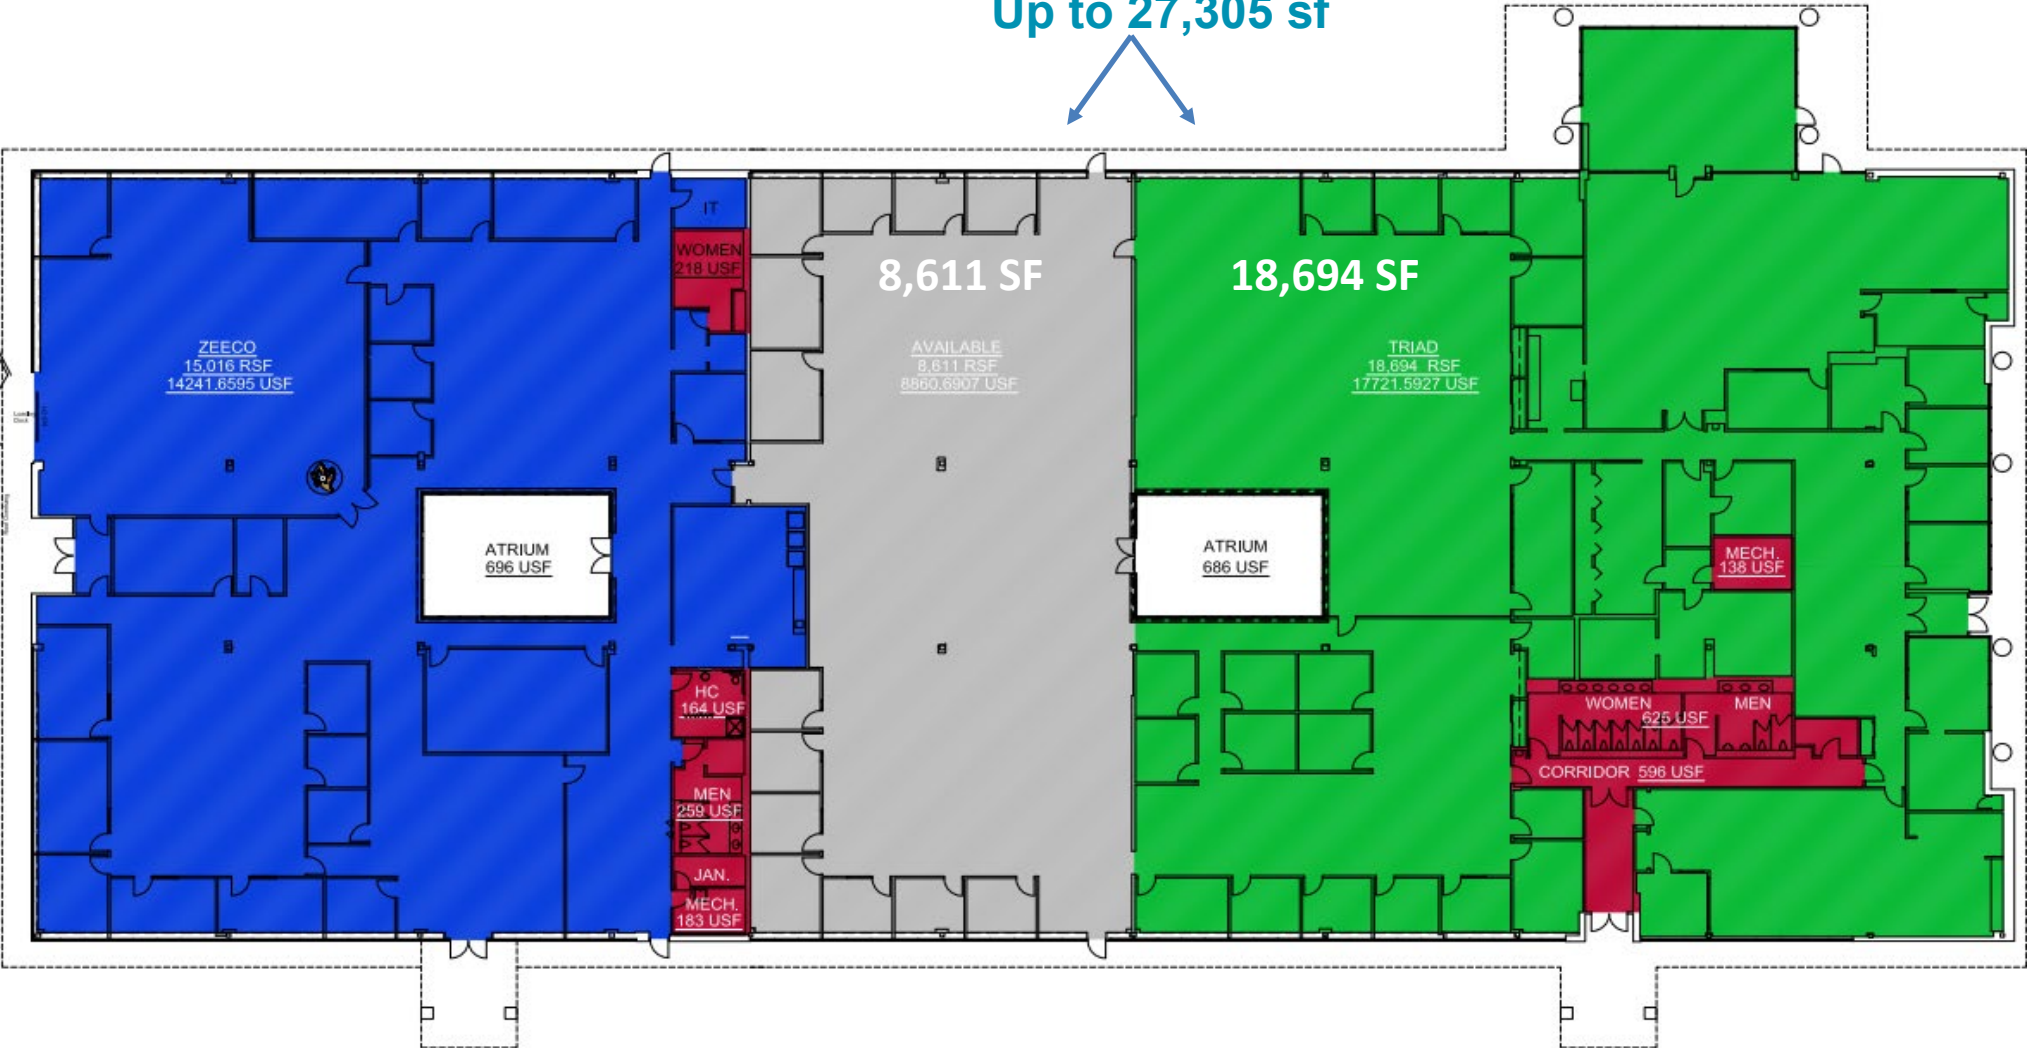 Up to 27,305 sf
IT
WOMEN
218 USF
8,611 SF
18,694 SF
ZEECO
15,016 RSF
14241.6595 USF
AVAILABLE
8,611 RSF
8860.6907 USF
TRIAD
18,694 RSF
17721.5927 USF
ATRIUM
696 USF
ATRIUM
686 USF
MECH.
138 USF
HC
164 USF
WOMEN
625 USF
MEN
CORRIDOR 596 USF
MEN
259 USF
JAN.
MECH.
183 USF